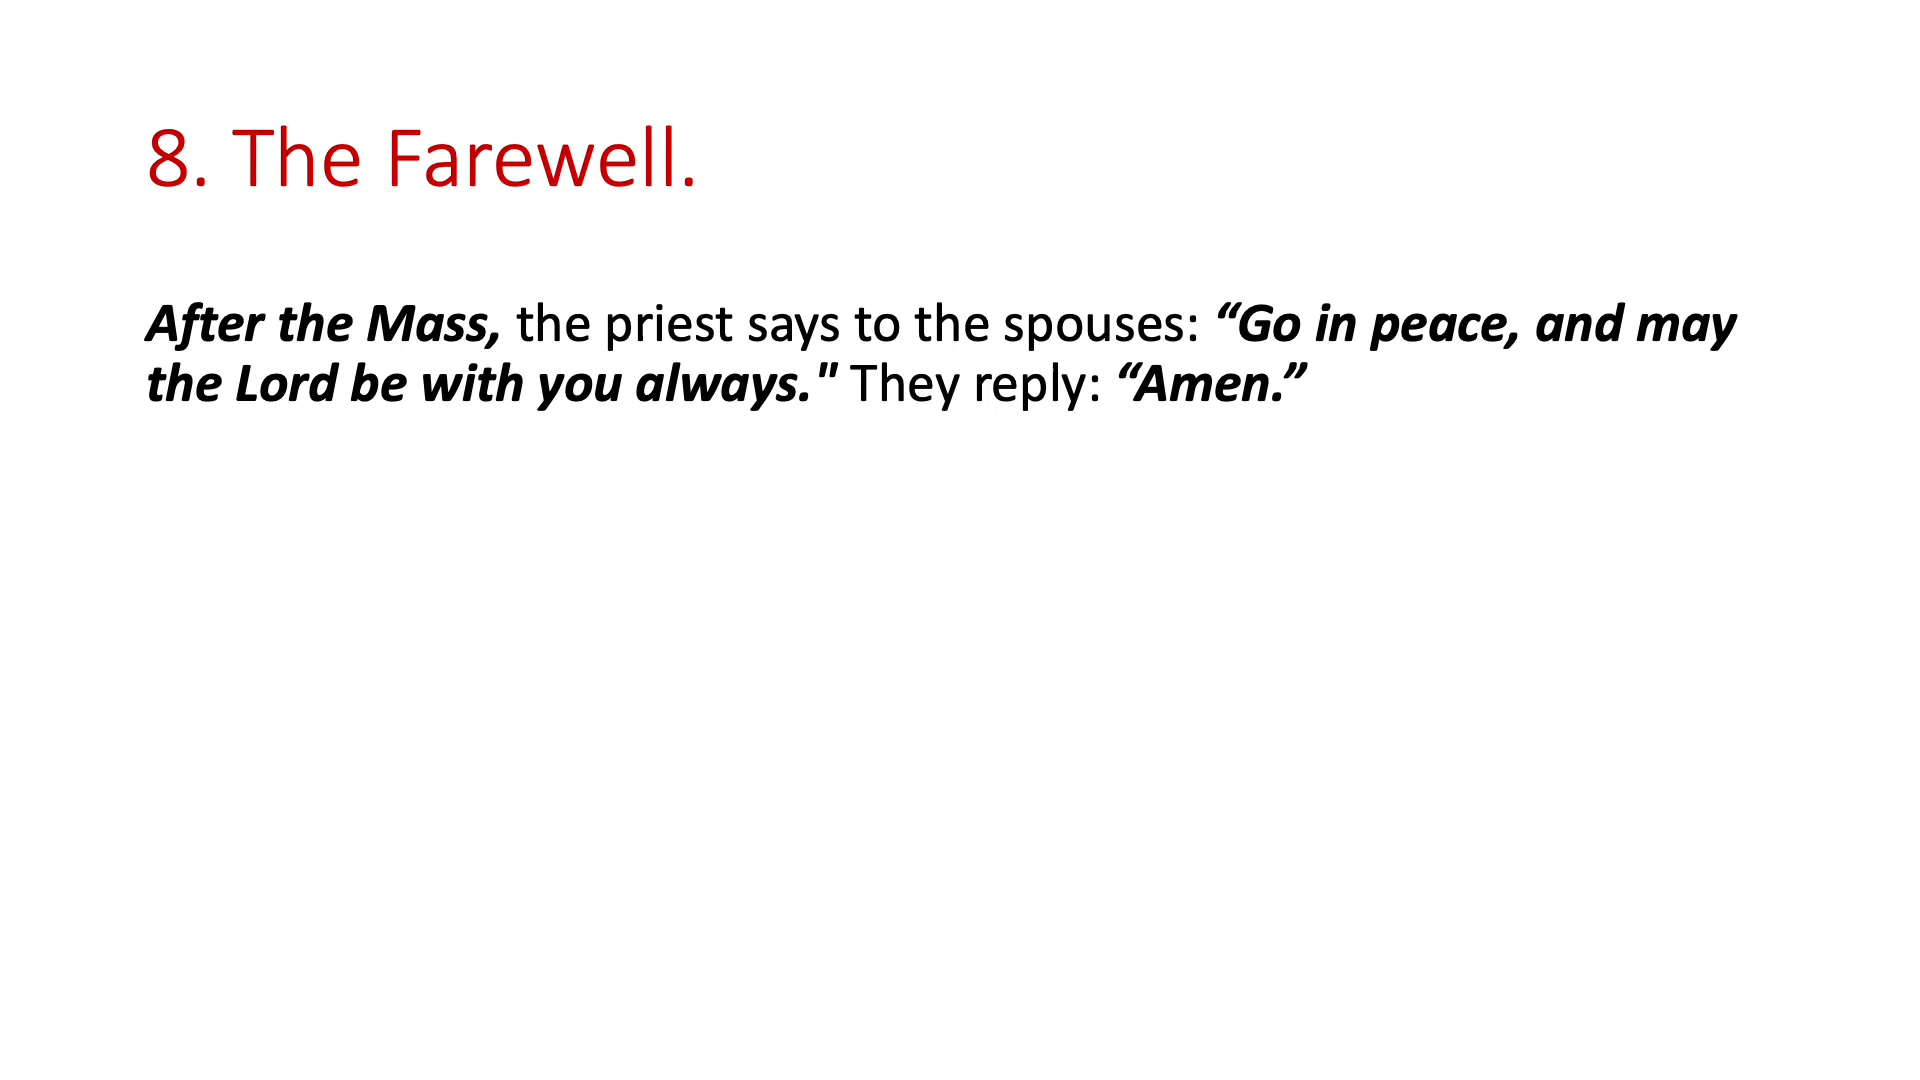 8. The Farewell.
After the Mass, the priest says to the spouses: “Go in peace, and may
the Lord be with you always." They reply: “Amen.”